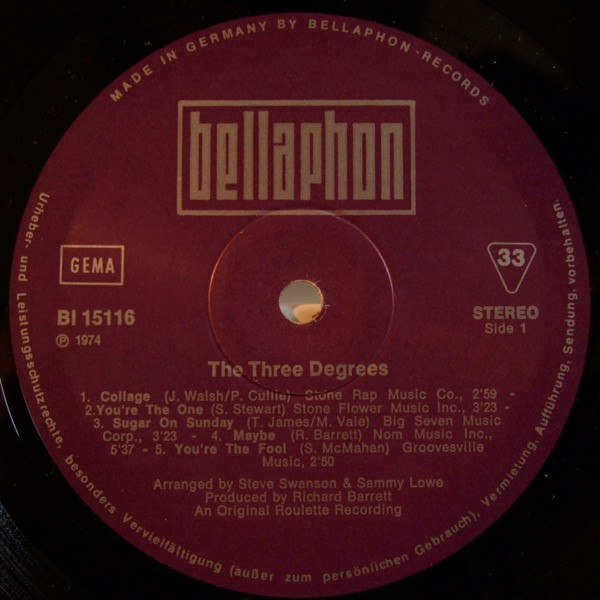 MADE IN GERMANY BY BELLAPHON-RECORDS
bellaphon
GEMA
33
BI 15116
STEREO
Ⓟ 1974
Side 1
The Three Degrees
1. Collage (J. Walsh/P. Cullie) Stone Rap Music Co., 2'59 -
2.You're The One (S. Stewart) Stone Flower Music Inc., 3'23 -
3. Sugar On Sunday (T. James/M. Vale) Big Seven Music
Corp., 3'23 - 4. Maybe (R. Barrett) Nom Music Inc.,
5'37 - 5. You're The Fool (S. McMahan) Groovesville
Music, 2'50
Arranged by Steve Swanson & Sammy Lowe
Produced by Richard Barrett
An Original Roulette Recording
Urheber- und Leistungsschutzrechte, besonders Vervielfältigung (außer zum persönlichen Gebrauch), Vermietung, Aufführung, Sendung, vorbehalten.